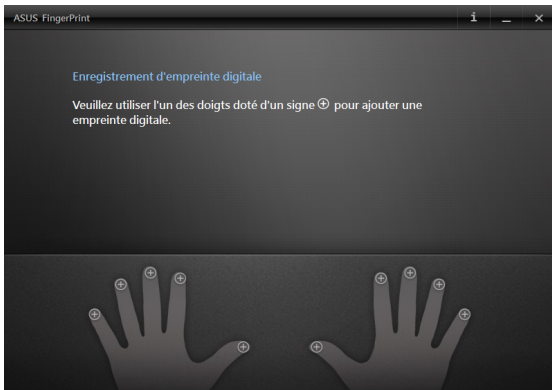 ASUS FingerPrint
Enregistrement d'empreinte digitale
Veuillez utiliser l'un des doigts doté d'un signe ⊕ pour ajouter une
empreinte digitale.